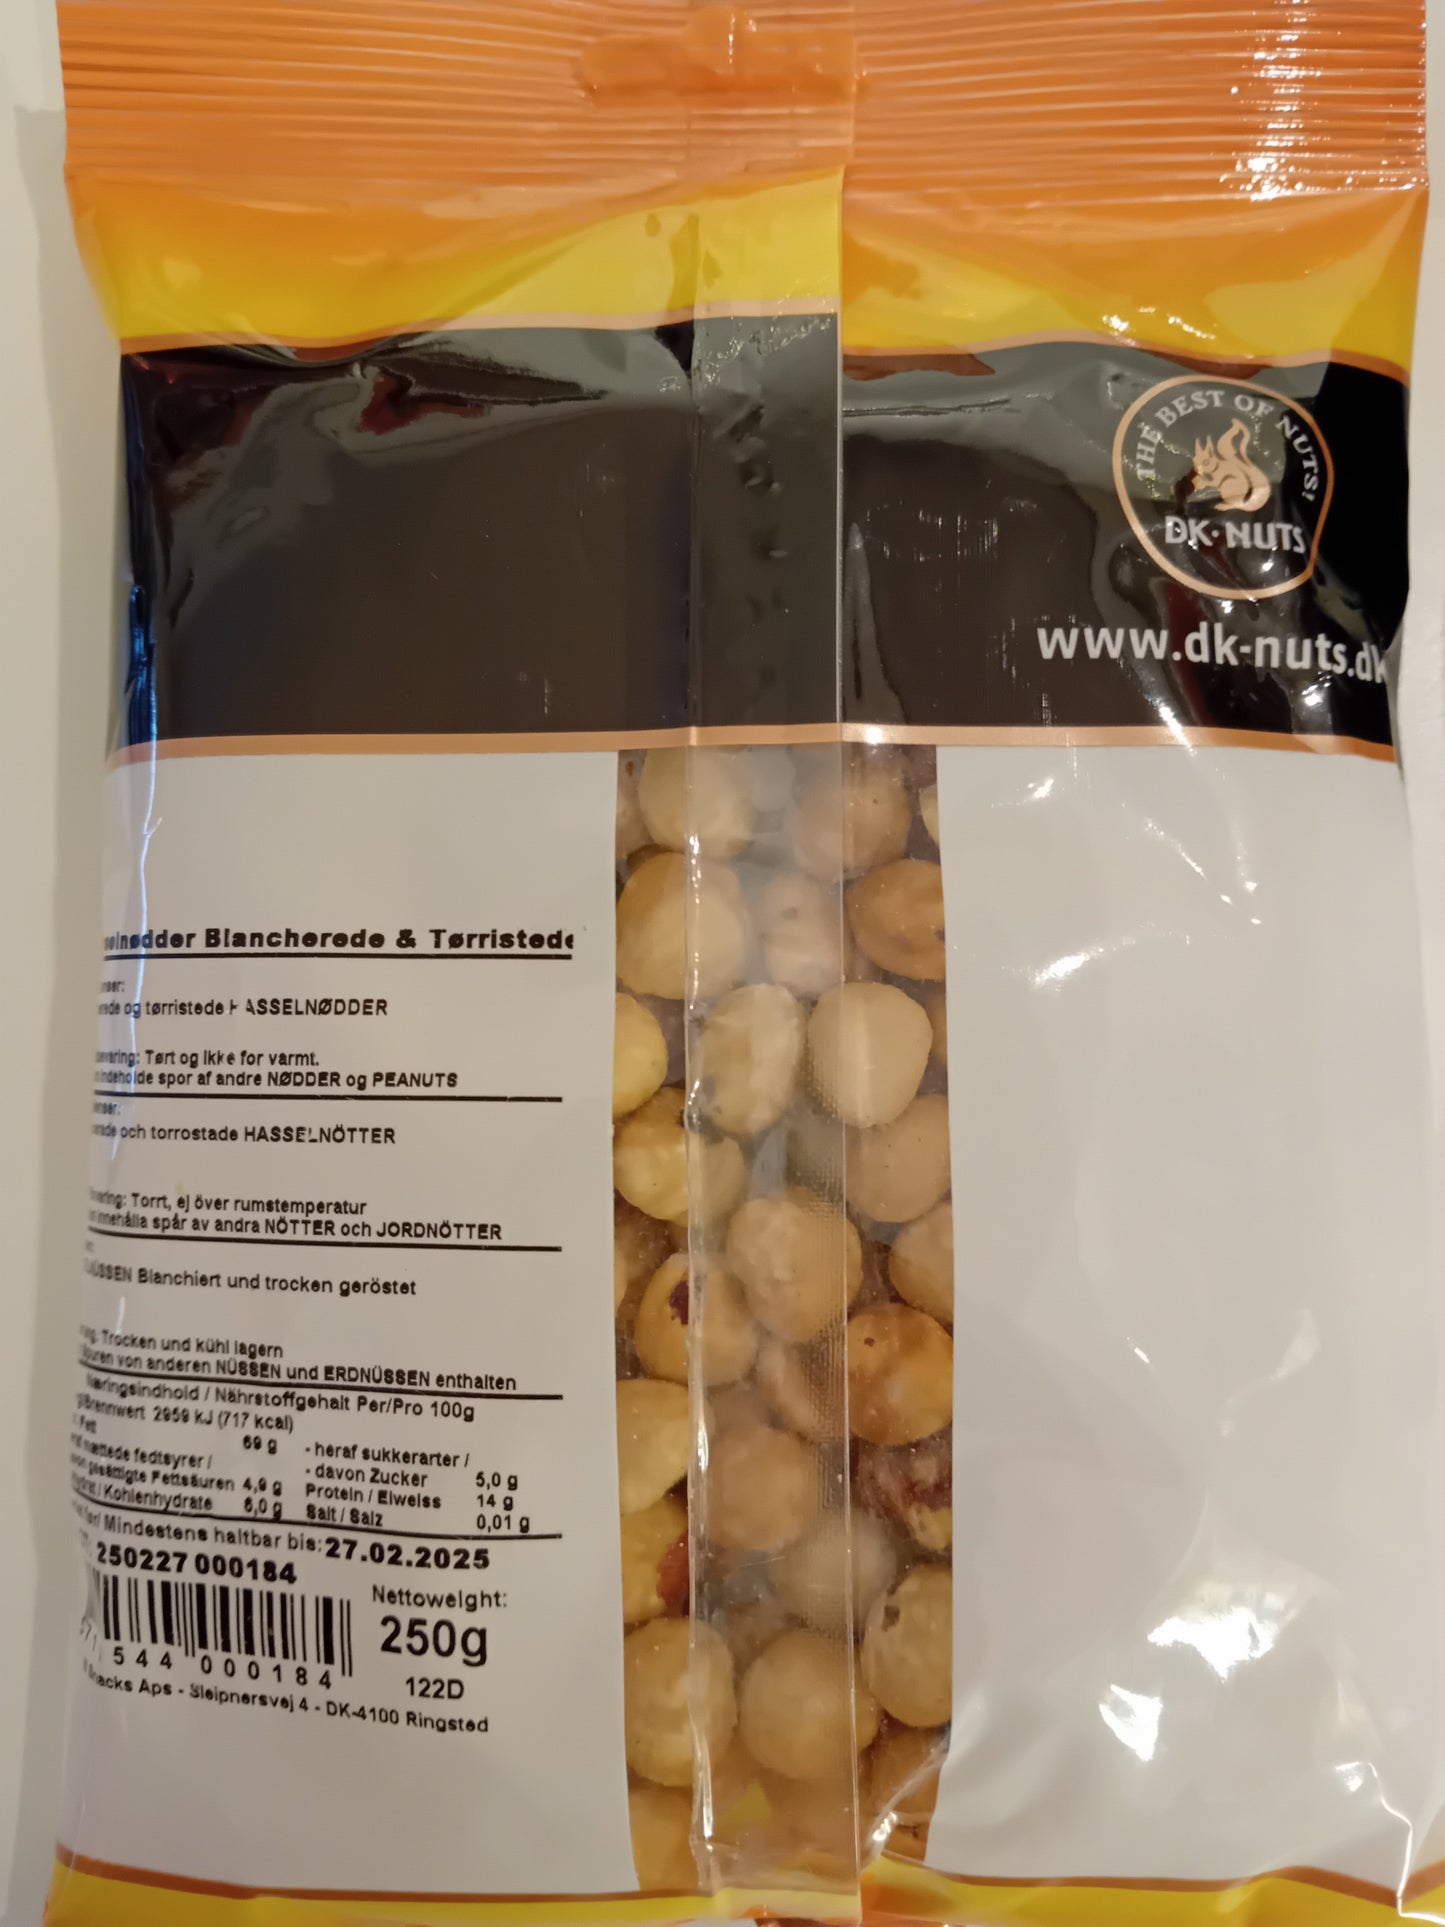 THE BEST OF NUTS!
DK·NUTS
www.dk-nuts.dk
Blancherede & Tørristede
og tørristede HASSELNØDDER
Tørt og ikke for varmt.
indeholde spor af andre NØDDER og PEANUTS
och torrostade HASSELNÖTTER
Torrt, ej över rumstemperatur
innehålla spår av andra NÖTTER och JORDNÖTTER
Blanchiert und trocken geröstet
Trocken und kühl lagern
von anderen NÜSSEN und ERDNÜSSEN enthalten
Næringsindhold / Nährstoffgehalt Per/Pro 100g
Brennwert 2959 kJ (717 kcal)
Fett 69 g
mættede fedtsyrer /
gesättigte Fettsäuren 4,9 g
/ Kohlenhydrate 6,0 g
- heraf sukkerarter /
- davon Zucker 5,0 g
Protein / Eiweiss 14 g
Salt / Salz 0,01 g
Mindestens haltbar bis: 27.02.2025
250227 000184
544 000184
Nettoweight:
250g
122D
Snacks Aps - Sleipnersvej 4 - DK-4100 Ringsted